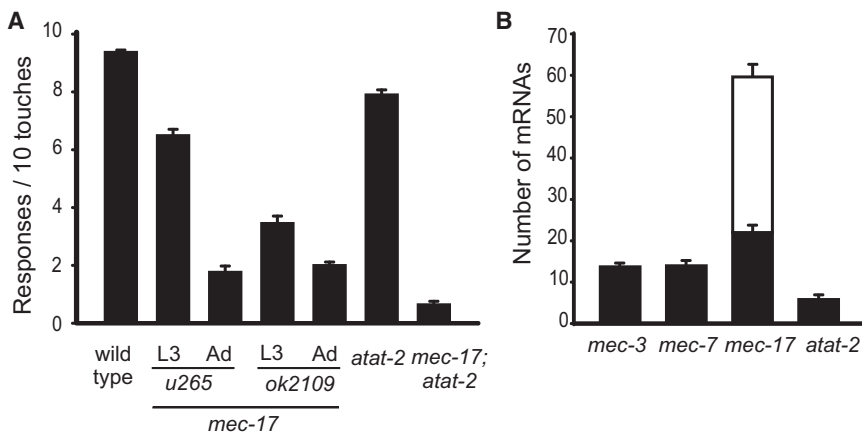 A
Responses / 10 touches
10
8
6
4
2
0
wild type
L3 Ad L3 Ad
u265 ok2109
mec-17
atat-2
mec-17; atat-2
B
Number of mRNAs
70
60
50
40
30
20
10
0
mec-3 mec-7 mec-17 atat-2